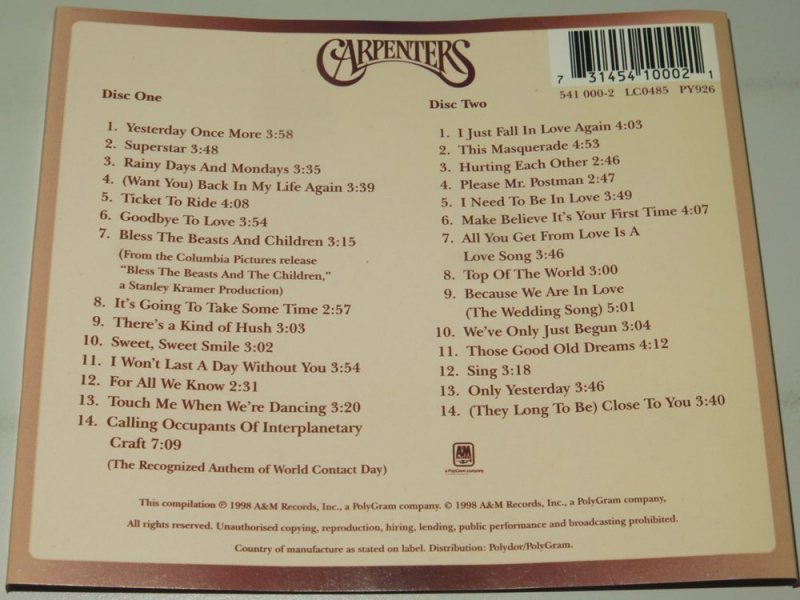 CARPENTERS
7 31454 10002 1
541 000-2 LC0485 PY926
Disc One
1. Yesterday Once More 3:58
2. Superstar 3:48
3. Rainy Days And Mondays 3:35
4. (Want You) Back In My Life Again 3:39
5. Ticket To Ride 4:08
6. Goodbye To Love 3:54
7. Bless The Beasts And Children 3:15
(From the Columbia Pictures release
"Bless The Beasts And The Children,"
a Stanley Kramer Production)
8. It's Going To Take Some Time 2:57
9. There's a Kind of Hush 3:03
10. Sweet, Sweet Smile 3:02
11. I Won't Last A Day Without You 3:54
12. For All We Know 2:31
13. Touch Me When We're Dancing 3:20
14. Calling Occupants Of Interplanetary
Craft 7:09
(The Recognized Anthem of World Contact Day)
Disc Two
1. I Just Fall In Love Again 4:03
2. This Masquerade 4:53
3. Hurting Each Other 2:46
4. Please Mr. Postman 2:47
5. I Need To Be In Love 3:49
6. Make Believe It's Your First Time 4:07
7. All You Get From Love Is A
Love Song 3:46
8. Top Of The World 3:00
9. Because We Are In Love
(The Wedding Song) 5:01
10. We've Only Just Begun 3:04
11. Those Good Old Dreams 4:12
12. Sing 3:18
13. Only Yesterday 3:46
14. (They Long To Be) Close To You 3:40
A&M
a PolyGram company
This compilation ℗ 1998 A&M Records, Inc., a PolyGram company. © 1998 A&M Records, Inc., a PolyGram company,
All rights reserved. Unauthorised copying, reproduction, hiring, lending, public performance and broadcasting prohibited.
Country of manufacture as stated on label. Distribution: Polydor/PolyGram.